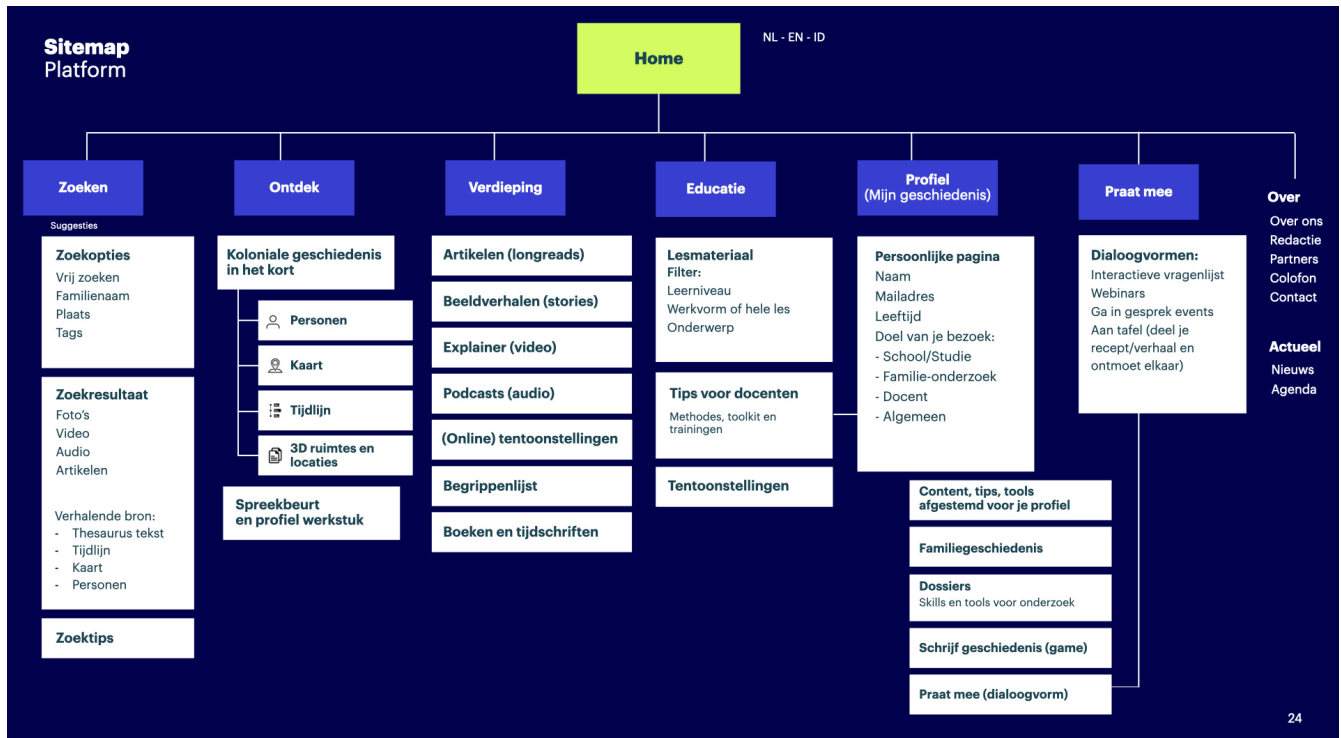 Sitemap
Platform
Home
NL - EN - ID
Zoeken
Suggesties
Zoekopties
Vrij zoeken
Familienaam
Plaats
Tags
Zoekresultaat
Foto's
Video
Audio
Artikelen
Verhalende bron:
- Thesaurus tekst
- Tijdlijn
- Kaart
- Personen
Zoektips
Ontdek
Koloniale geschiedenis
in het kort
Personen
Kaart
Tijdlijn
3D ruimtes en
locaties
Spreekbeurt
en profiel werkstuk
Verdieping
Artikelen (longreads)
Beeldverhalen (stories)
Explainer (video)
Podcasts (audio)
(Online) tentoonstellingen
Begrippenlijst
Boeken en tijdschriften
Educatie
Lesmateriaal
Filter:
Leerniveau
Werkvorm of hele les
Onderwerp
Tips voor docenten
Methodes, toolkit en
trainingen
Tentoonstellingen
Profiel
(Mijn geschiedenis)
Persoonlijke pagina
Naam
Mailadres
Leeftijd
Doel van je bezoek:
- School/Studie
- Familie-onderzoek
- Docent
- Algemeen
Content, tips, tools
afgestemd voor je profiel
Familiegeschiedenis
Dossiers
Skills en tools voor onderzoek
Schrijf geschiedenis (game)
Praat mee (dialoogvorm)
Praat mee
Dialoogvormen:
Interactieve vragenlijst
Webinars
Ga in gesprek events
Aan tafel (deel je
recept/verhaal en
ontmoet elkaar)
Over
Over ons
Redactie
Partners
Colofon
Contact
Actueel
Nieuws
Agenda
24